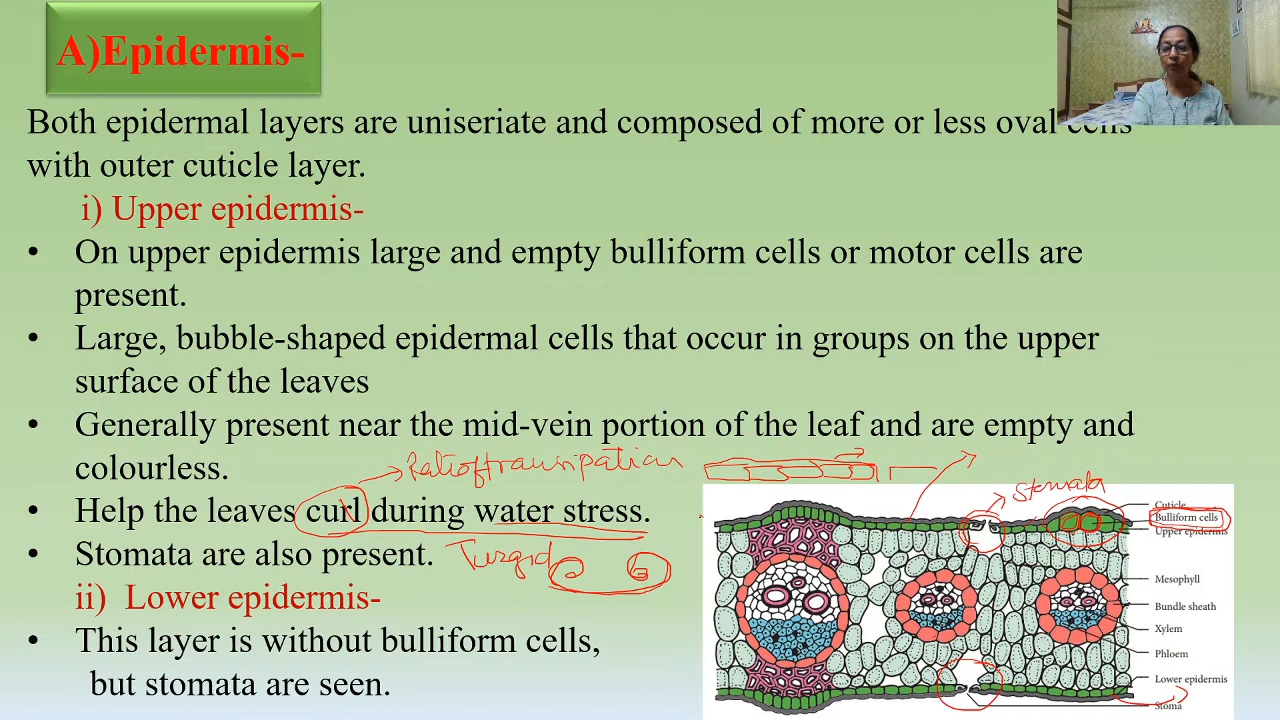 A)Epidermis-
Both epidermal layers are uniseriate and composed of more or less oval cells
with outer cuticle layer.
i) Upper epidermis-
• On upper epidermis large and empty bulliform cells or motor cells are
present.
• Large, bubble-shaped epidermal cells that occur in groups on the upper
surface of the leaves
• Generally present near the mid-vein portion of the leaf and are empty and
colourless.
• Help the leaves curl during water stress.
• Stomata are also present.
Turgid
ii) Lower epidermis-
• This layer is without bulliform cells,
but stomata are seen.
Stomata
Cuticle
Bulliform cells
Upper epidermis
Mesophyll
Bundle sheath
Xylem
Phloem
Lower epidermis
Stoma